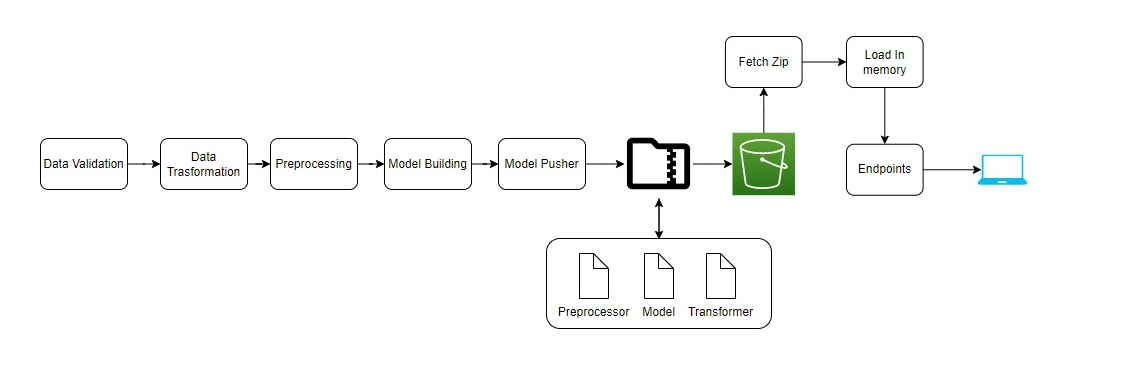 Fetch Zip
Load In
memory
Data Validation
Data
Trasformation
Preprocessing
Model Building
Model Pusher
Endpoints
Preprocessor
Model
Transformer